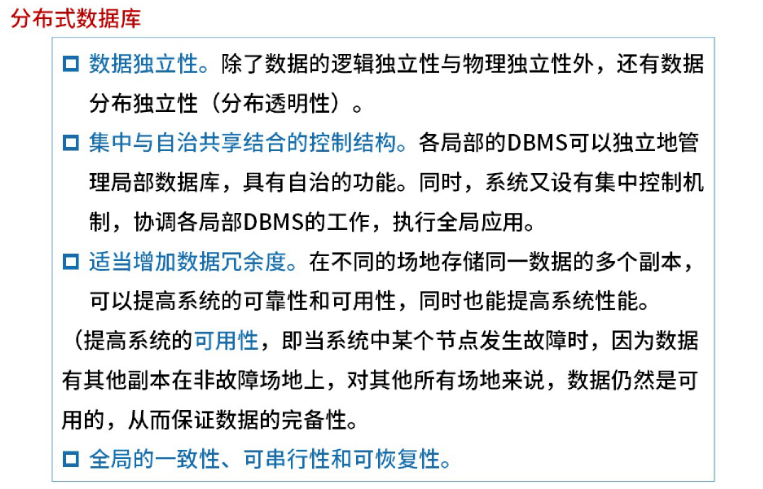 分布式数据库
数据独立性。除了数据的逻辑独立性与物理独立性外，还有数据
分布独立性（分布透明性）。
集中与自治共享结合的控制结构。各局部的DBMS可以独立地管
理局部数据库，具有自治的功能。同时，系统又设有集中控制机
制，协调各局部DBMS的工作，执行全局应用。
适当增加数据冗余度。在不同的场地存储同一数据的多个副本，
可以提高系统的可靠性和可用性，同时也能提高系统性能。
（提高系统的可用性，即当系统中某个节点发生故障时，因为数据
有其他副本在非故障场地上，对其他所有场地来说，数据仍然是可
用的，从而保证数据的完备性。
全局的一致性、可串行性和可恢复性。